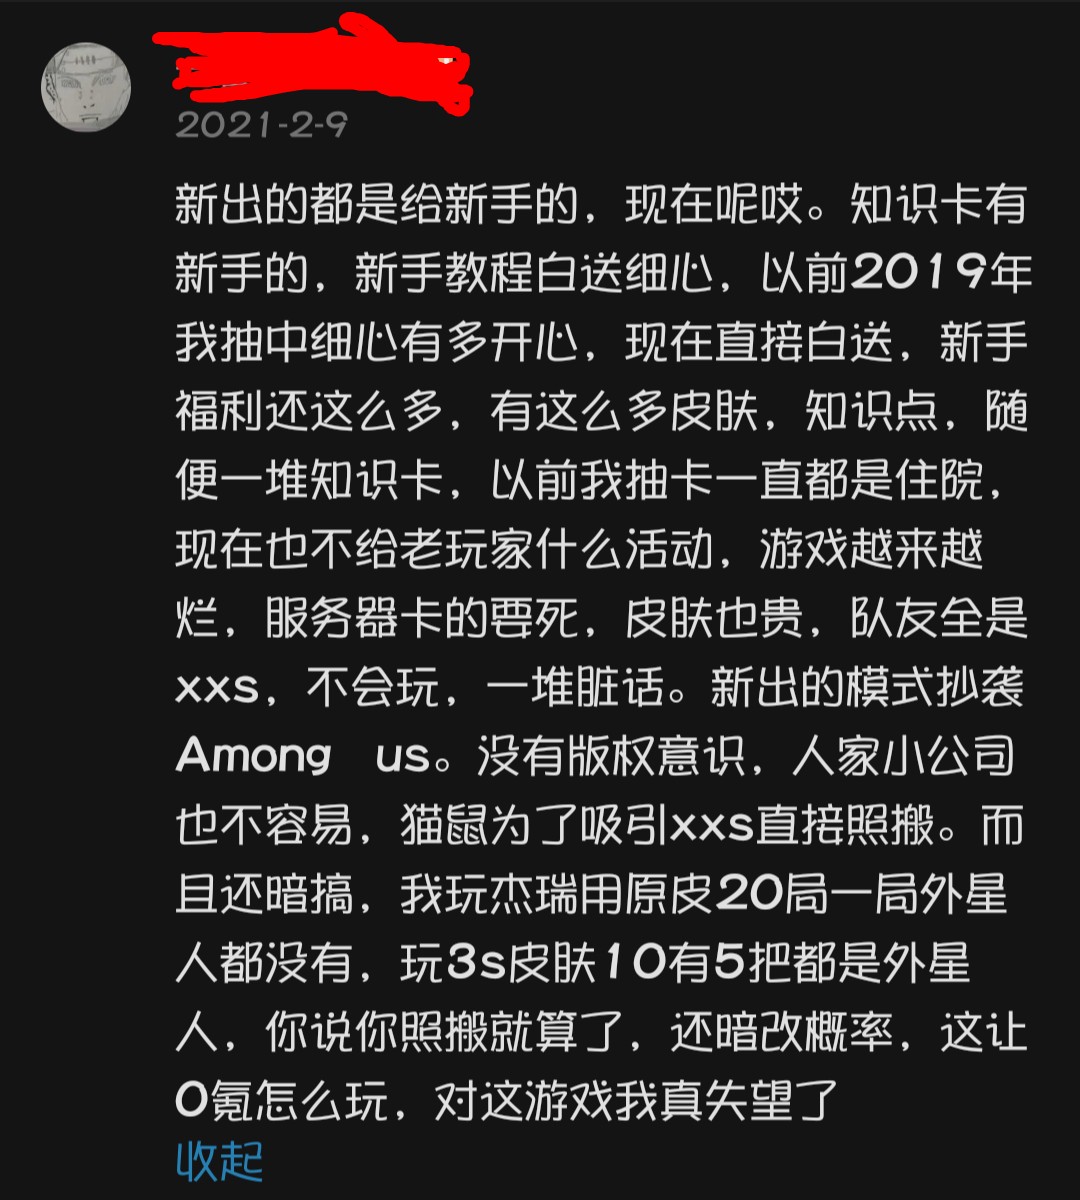 2021-2-9
新出的都是给新手的，现在呢哎。知识卡有
新手的，新手教程白送细心，以前2019年
我抽中细心有多开心，现在直接白送，新手
福利还这么多，有这么多皮肤，知识点，随
便一堆知识卡，以前我抽卡一直都是住院，
现在也不给老玩家什么活动，游戏越来越
烂，服务器卡的要死，皮肤也贵，队友全是
xxs，不会玩，一堆脏话。新出的模式抄袭
Among us。没有版权意识，人家小公司
也不容易，猫鼠为了吸引xxs直接照搬。而
且还暗搞，我玩杰瑞用原皮20局一局外星
人都没有，玩3s皮肤10有5把都是外星
人，你说你照搬就算了，还暗改概率，这让
0氪怎么玩，对这游戏我真失望了
收起